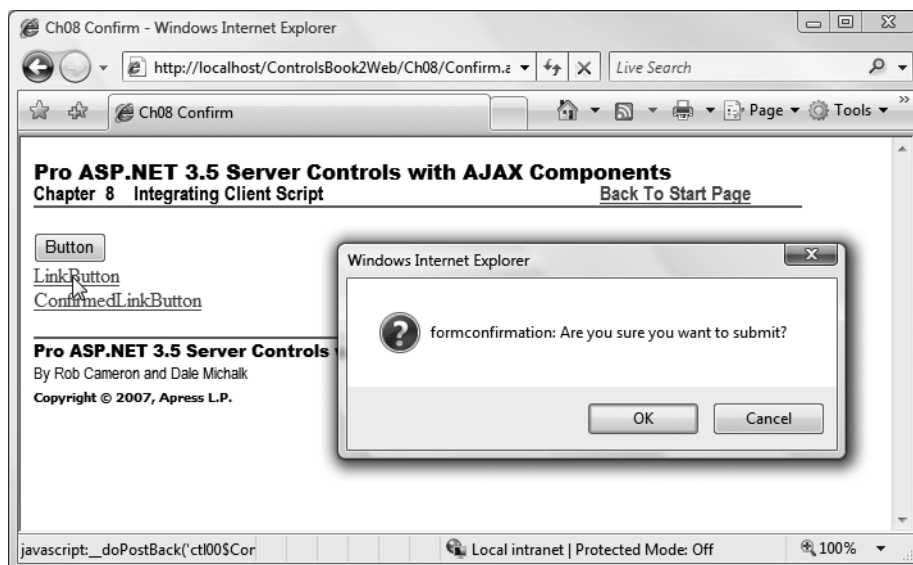 Ch08 Confirm - Windows Internet Explorer
http://localhost/ControlsBook2Web/Ch08/Confirm.a
Live Search
Ch08 Confirm
Page
Tools
Pro ASP.NET 3.5 Server Controls with AJAX Components
Chapter 8 Integrating Client Script
Back To Start Page
Button
LinkButton
ConfirmedLinkButton
Windows Internet Explorer
formconfirmation: Are you sure you want to submit?
OK
Cancel
Pro ASP.NET 3.5 Server Controls
By Rob Cameron and Dale Michalk
Copyright © 2007, Apress L.P.
javascript:__doPostBack('ctl00$Cor
Local intranet | Protected Mode: Off
100%